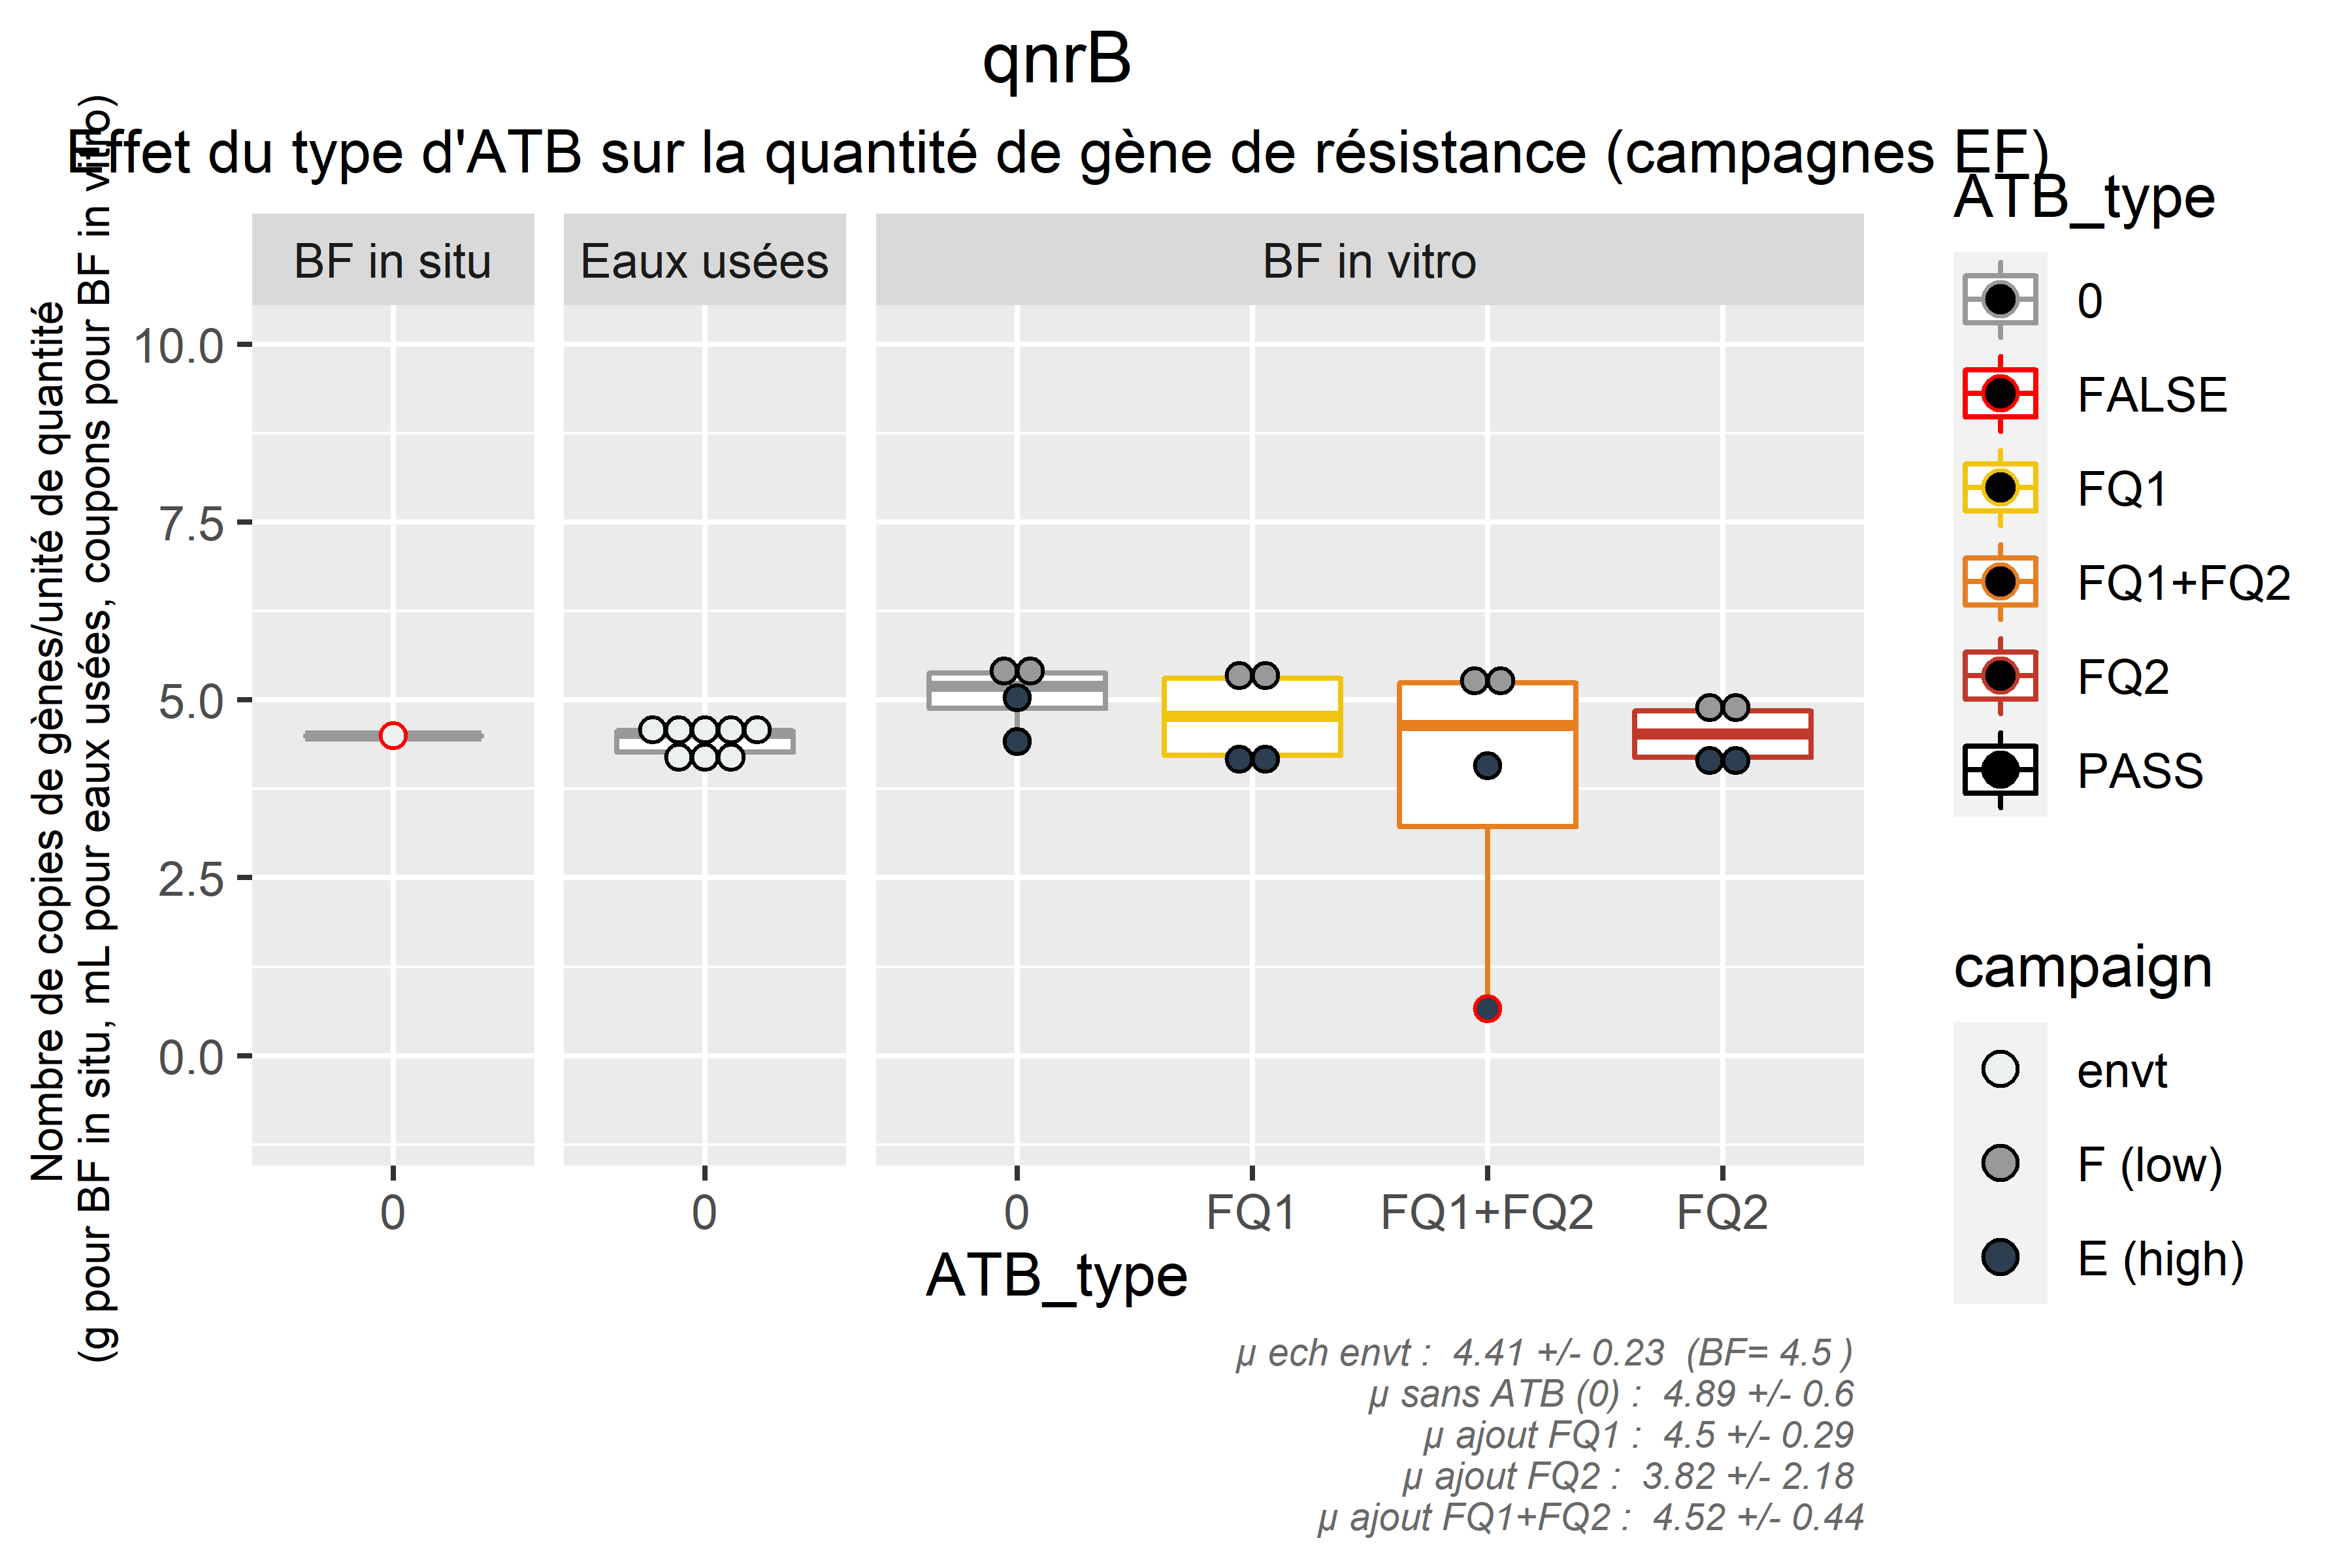 qnrB
Effet du type d'ATB sur la quantité de gène de résistance (campagnes EF)
Nombre de copies de gènes/unité de quantité
(g pour BF in situ, mL pour eaux usées, coupons pour BF in vitro)
BF in situ
Eaux usées
BF in vitro
10.0
7.5
5.0
2.5
0.0
0
0
0
FQ1
FQ1+FQ2
FQ2
ATB_type
ATB_type
0
FALSE
FQ1
FQ1+FQ2
FQ2
PASS
campaign
envt
F (low)
E (high)
µ ech envt : 4.41 +/- 0.23 (BF= 4.5 )
µ sans ATB (0) : 4.89 +/- 0.6
µ ajout FQ1 : 4.5 +/- 0.29
µ ajout FQ2 : 3.82 +/- 2.18
µ ajout FQ1+FQ2 : 4.52 +/- 0.44